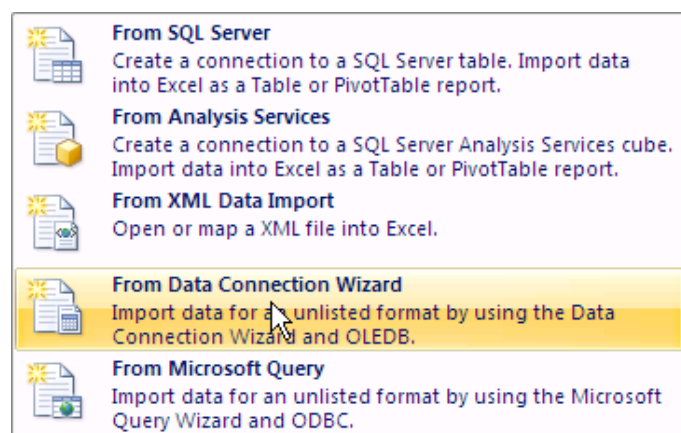 From SQL Server
Create a connection to a SQL Server table. Import data
into Excel as a Table or PivotTable report.
From Analysis Services
Create a connection to a SQL Server Analysis Services cube.
Import data into Excel as a Table or PivotTable report.
From XML Data Import
Open or map a XML file into Excel.
From Data Connection Wizard
Import data for an unlisted format by using the Data
Connection Wizard and OLEDB.
From Microsoft Query
Import data for an unlisted format by using the Microsoft
Query Wizard and ODBC.